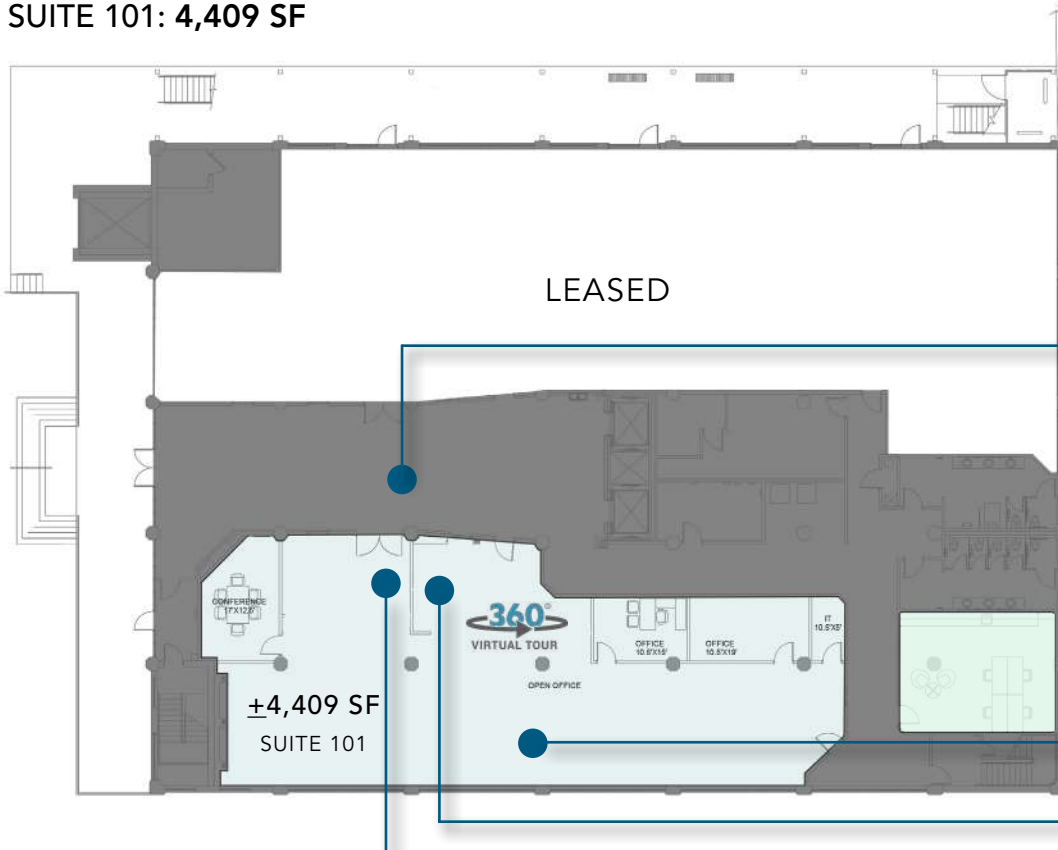 SUITE 101: 4,409 SF
LEASED
CONFERENCE
17'X12.5'
360°
VIRTUAL TOUR
OFFICE
10.5'X15'
OFFICE
10.5'X19'
IT
10.5'X5'
OPEN OFFICE
±4,409 SF
SUITE 101